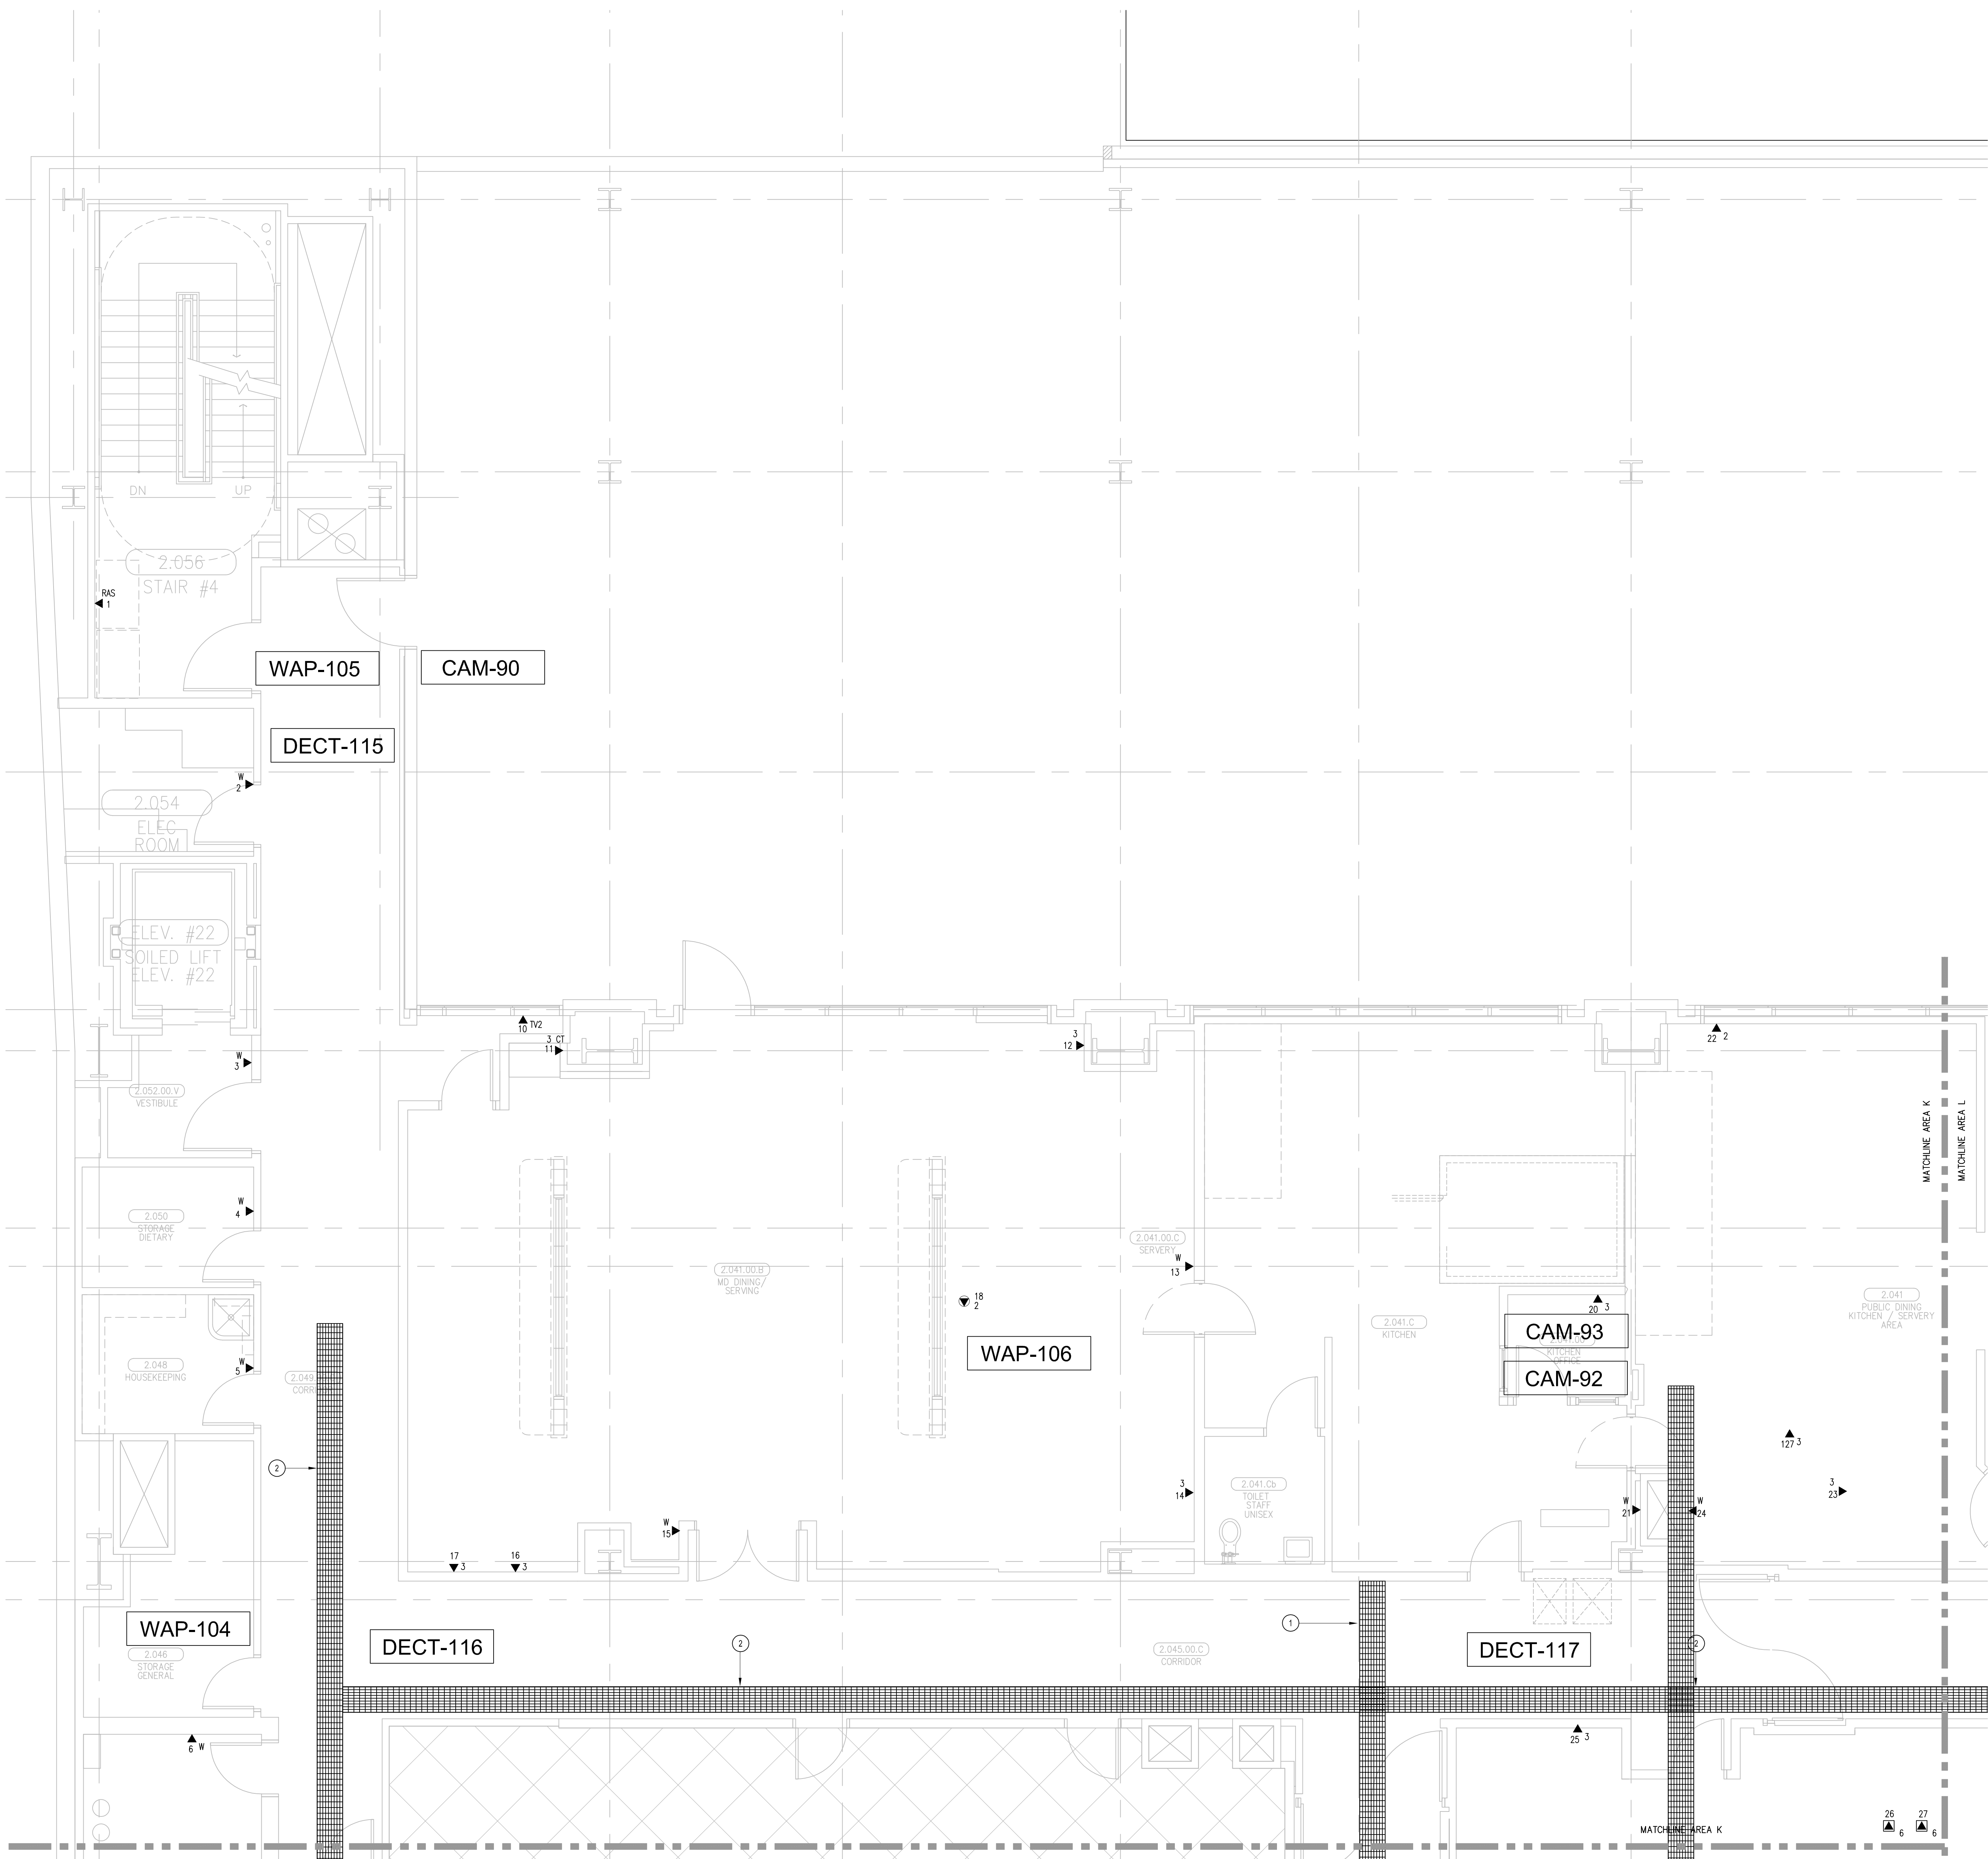 DN
UP
2.056
STAIR #4
RAS
1
WAP-105
CAM-90
DECT-115
W
2
2.054
ELEC
ROOM
ELEV. #22
SOILED LIFT
ELEV. #22
10 TV2
3 CT
11
3
12
22 2
W
3
2.052.00.V
VESTIBULE
MATCHLINE AREA K
MATCHLINE AREA L
W
4
2.050
STORAGE
DIETARY
2.041.00.C
SERVERY
W
13
2.041.00.B
MD DINING/
SERVING
18
2
20 3
2.041
PUBLIC DINING
KITCHEN / SERVERY
AREA
2.041.C
KITCHEN
CAM-93
KITCHEN
OFFICE
WAP-106
CAM-92
2.048
HOUSEKEEPING
W
5
2.049
127 3
2
2.041.Cb
TOILET
STAFF
UNISEX
3
14
3
23
W
21
W
24
W
15
17
3
16
3
WAP-104
2.046
STORAGE
GENERAL
DECT-116
2
1
2.045.00.C
CORRIDOR
DECT-117
2
6 W
25 3
26
6
27
6
MATCHLINE AREA K